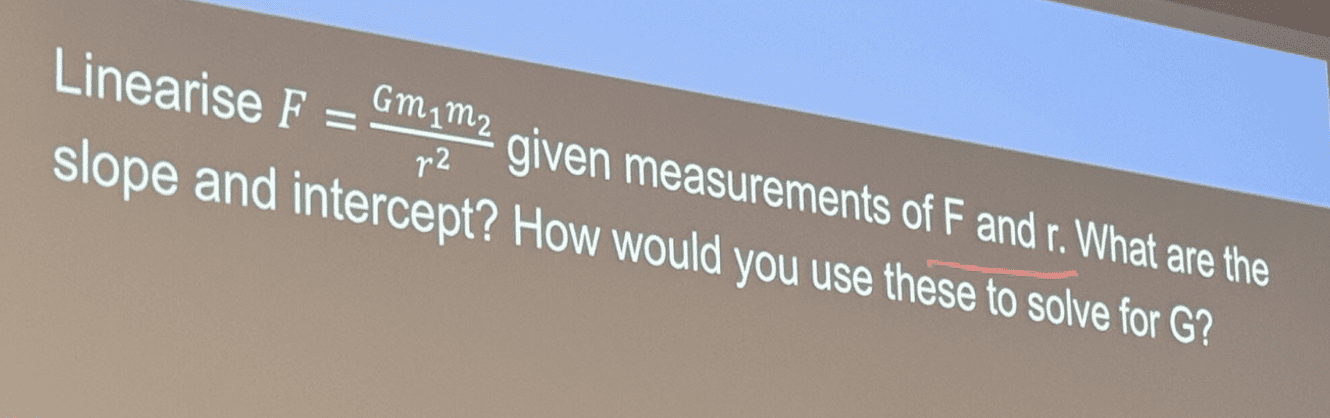 Linearise F = \frac{Gm_1m_2}{r^2} given measurements of F and r. What are the
slope and intercept? How would you use these to solve for G?